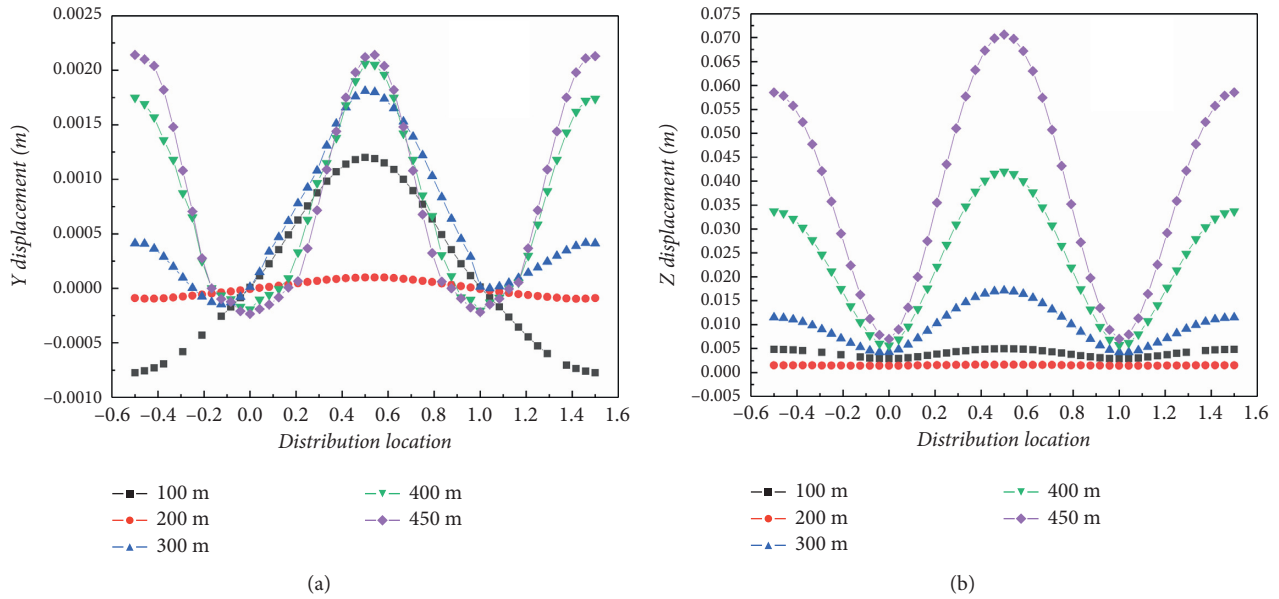 0.0025
0.0020
0.0015
0.0010
0.0005
0.0000
–0.0005
–0.0010
Y displacement (m)
–0.6 –0.4 –0.2 0.0 0.2 0.4 0.6 0.8 1.0 1.2 1.4 1.6
Distribution location
100 m
200 m
300 m
400 m
450 m
(a)
0.075
0.070
0.065
0.060
0.055
0.050
0.045
0.040
0.035
0.030
0.025
0.020
0.015
0.010
0.005
0.000
–0.005
Z displacement (m)
–0.6 –0.4 –0.2 0.0 0.2 0.4 0.6 0.8 1.0 1.2 1.4 1.6
Distribution location
100 m
200 m
300 m
400 m
450 m
(b)